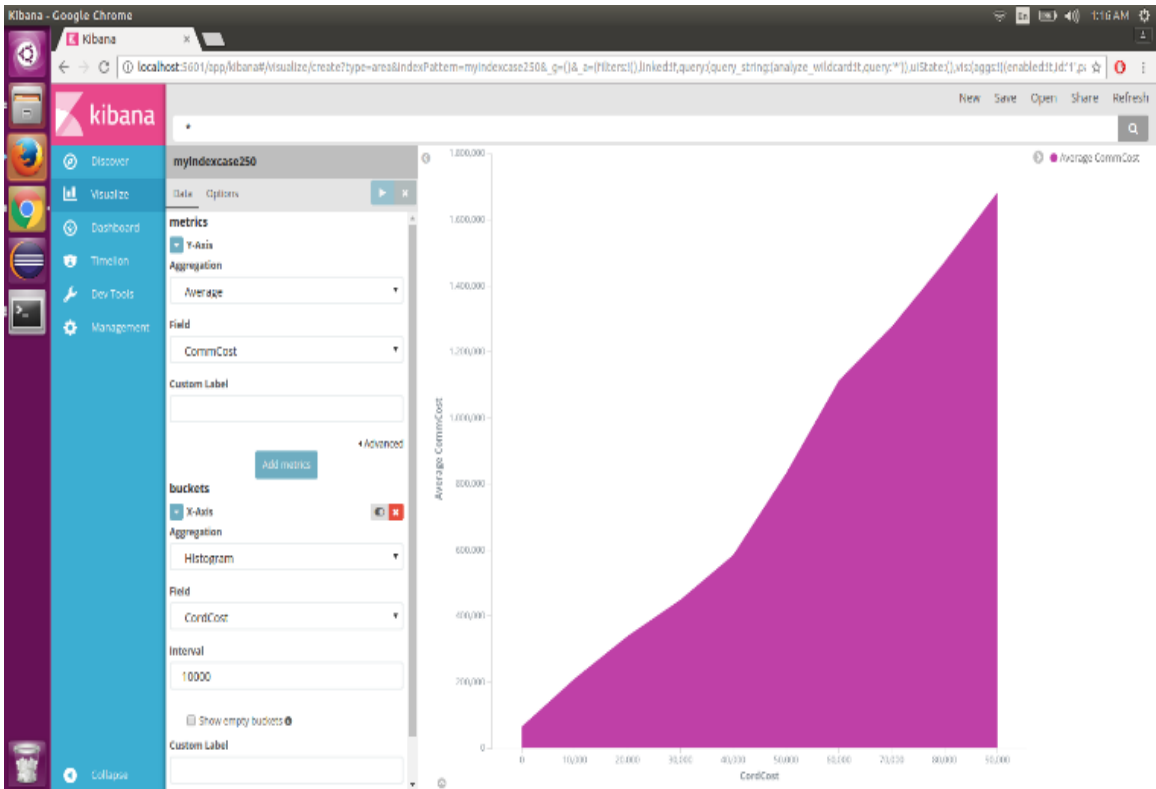 Kibana - Google Chrome
En
1:16 AM
Kibana
localhost:5601/app/kibana#/visualize/create?type=area&indexPattern=myindexcase250&_g=()&_a=(filters:!(),linked:!f,query:(query_string:(analyze_wildcard:!t,query:'*')),uiState:(),vis:(aggs:!((enabled:!t,id:'1',pa
New Save Open Share Refresh
kibana
*
Discover
Visualize
Dashboard
Timelion
Dev Tools
Management
Collapse
myindexcase250
Data Options
metrics
Y-Axis
Aggregation
Average
Field
CommCost
Custom Label
Advanced
Add metrics
buckets
X-Axis
Aggregation
Histogram
Field
CordCost
Interval
10000
Show empty buckets
Custom Label
Average CommCost
1,800,000
1,600,000
1,400,000
1,200,000
1,000,000
800,000
600,000
400,000
200,000
0
Average CommCost
0 10,000 20,000 30,000 40,000 50,000 60,000 70,000 80,000 90,000
CordCost